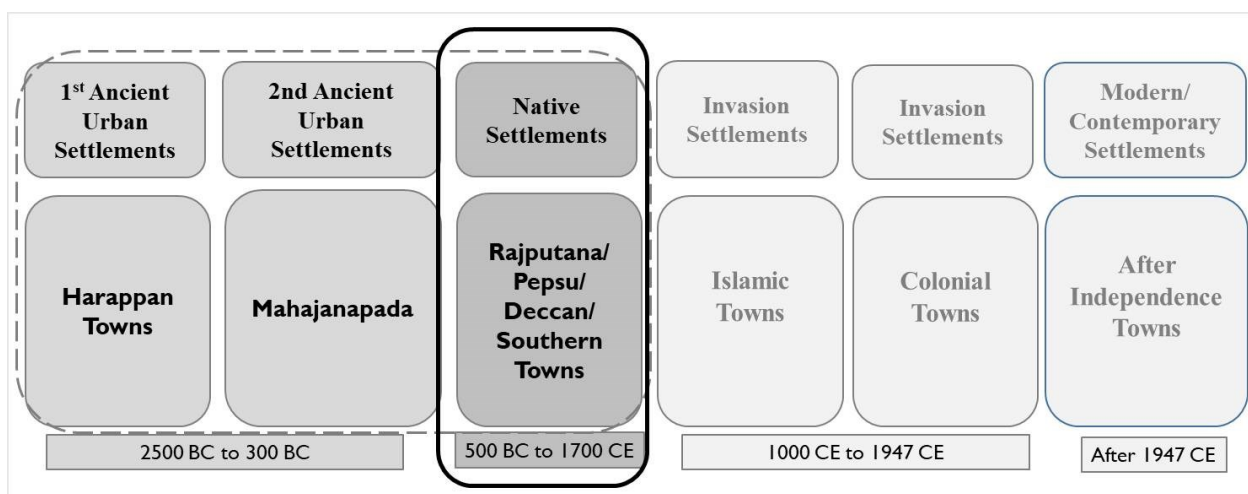 1st Ancient
Urban
Settlements
2nd Ancient
Urban
Settlements
Native
Settlements
Invasion
Settlements
Invasion
Settlements
Modern/
Contemporary
Settlements
Harappan
Towns
Mahajanapada
Rajputana/
Pepsu/
Deccan/
Southern
Towns
Islamic
Towns
Colonial
Towns
After
Independence
Towns
2500 BC to 300 BC
500 BC to 1700 CE
1000 CE to 1947 CE
After 1947 CE